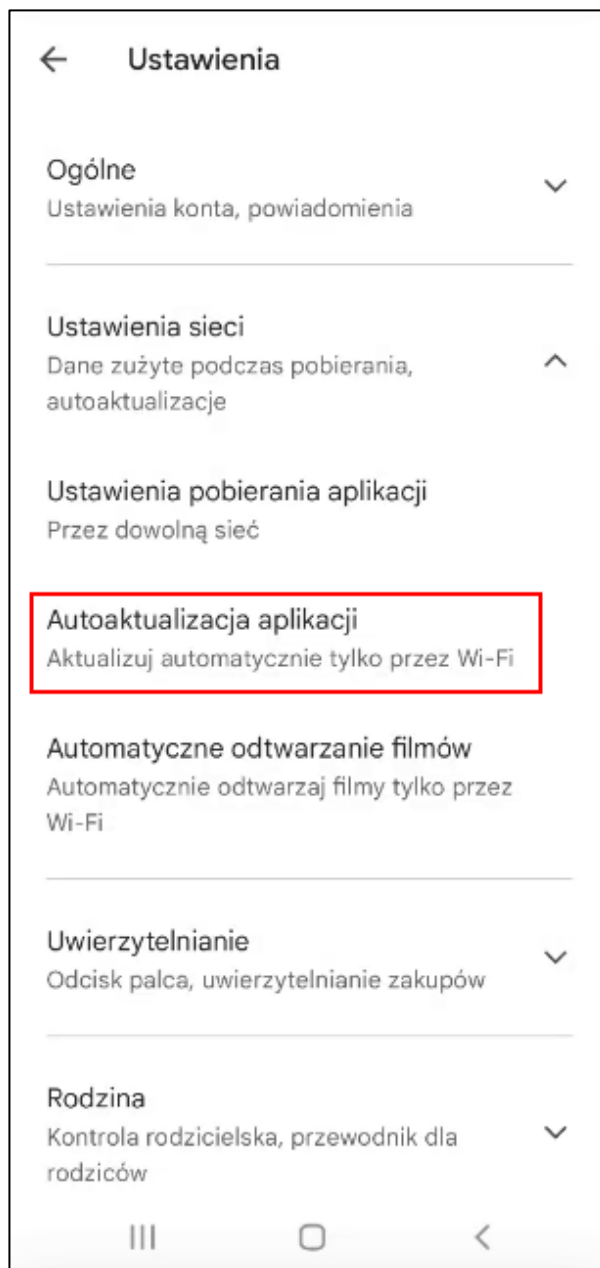 Ustawienia
Ogólne
Ustawienia konta, powiadomienia
Ustawienia sieci
Dane zużyte podczas pobierania,
autoaktualizacje
Ustawienia pobierania aplikacji
Przez dowolną sieć
Autoaktualizacja aplikacji
Aktualizuj automatycznie tylko przez Wi-Fi
Automatyczne odtwarzanie filmów
Automatycznie odtwarzaj filmy tylko przez
Wi-Fi
Uwierzytelnianie
Odcisk palca, uwierzytelnianie zakupów
Rodzina
Kontrola rodzicielska, przewodnik dla
rodziców